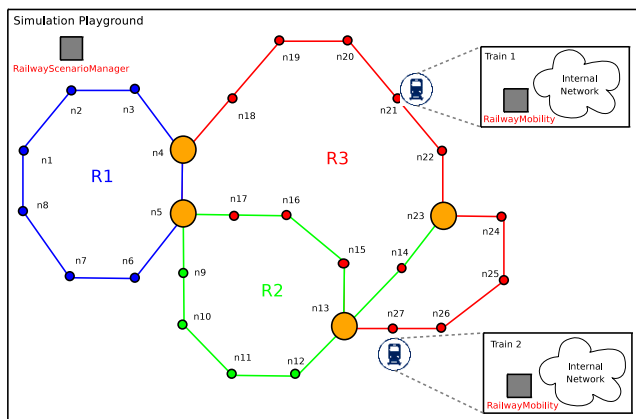 Simulation Playground
RailwayScenarioManager
n19
n20
Train 1
Internal
Network
RailwayMobility
n2
n3
n18
n21
n4
n1
R1
R3
n22
n8
n5
n17
n16
n23
n24
n7
n6
n9
n15
n14
n25
R2
n10
n13
n27
n26
n11
n12
Train 2
Internal
Network
RailwayMobility